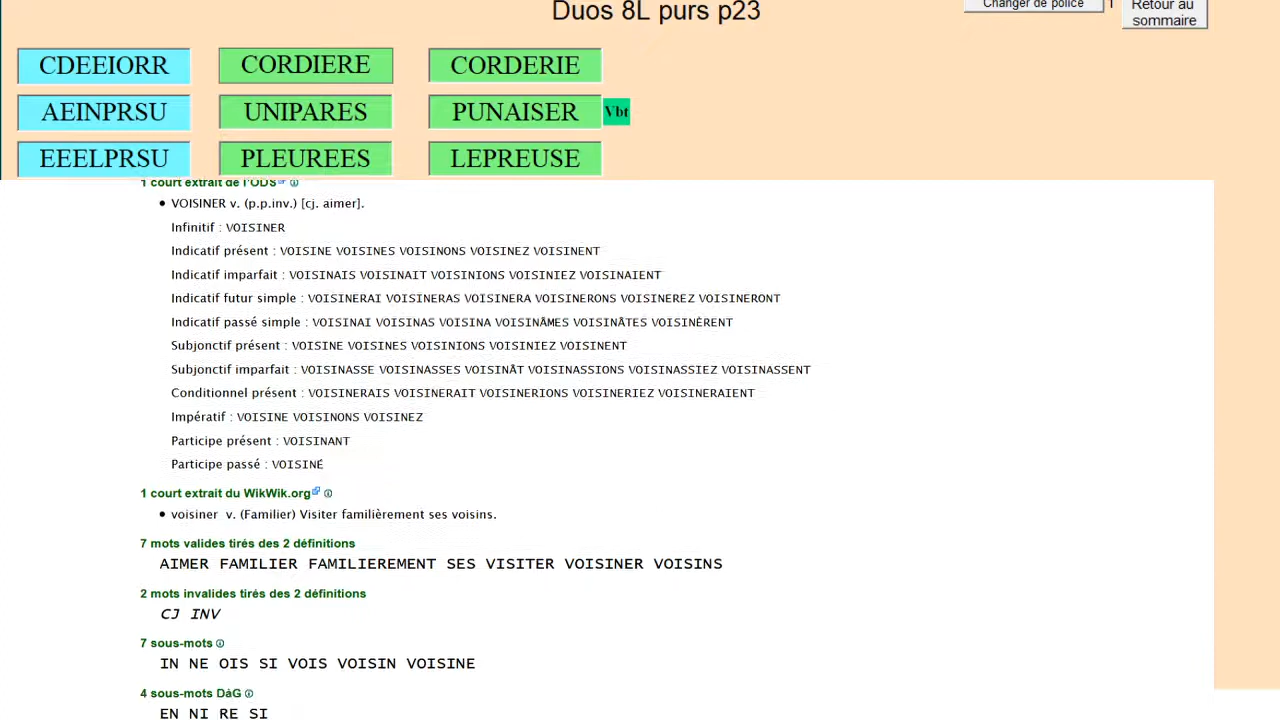 Duos 8L purs p23
Changer de police 1 Retour au sommaire
CDEEIORR CORDIERE CORDERIE
AEINPRSU UNIPARES PUNAISER Vbt
EEELPRSU PLEUREES LEPREUSE
1 court extrait de l'ODS
• VOISINER v. (p.p.inv.) [cj. aimer].
Infinitif : VOISINER
Indicatif présent : VOISINE VOISINES VOISINONS VOISINEZ VOISINENT
Indicatif imparfait : VOISINAIS VOISINAIT VOISINIONS VOISINIEZ VOISINAIENT
Indicatif futur simple : VOISINERAI VOISINERAS VOISINERA VOISINERONS VOISINEREZ VOISINERONT
Indicatif passé simple : VOISINAI VOISINAS VOISINA VOISINÂMES VOISINÂTES VOISINÈRENT
Subjonctif présent : VOISINE VOISINES VOISINIONS VOISINIEZ VOISINENT
Subjonctif imparfait : VOISINASSE VOISINASSES VOISINÂT VOISINASSIONS VOISINASSIEZ VOISINASSENT
Conditionnel présent : VOISINERAIS VOISINERAIT VOISINERIONS VOISINERIEZ VOISINERAIENT
Impératif : VOISINE VOISINONS VOISINEZ
Participe présent : VOISINANT
Participe passé : VOISINÉ
1 court extrait du WikWik.org
• voisiner v. (Familier) Visiter familièrement ses voisins.
7 mots valides tirés des 2 définitions
AIMER FAMILIER FAMILIEREMENT SES VISITER VOISINER VOISINS
2 mots invalides tirés des 2 définitions
CJ INV
7 sous-mots
IN NE OIS SI VOIS VOISIN VOISINE
4 sous-mots DàG
EN NI RE SI